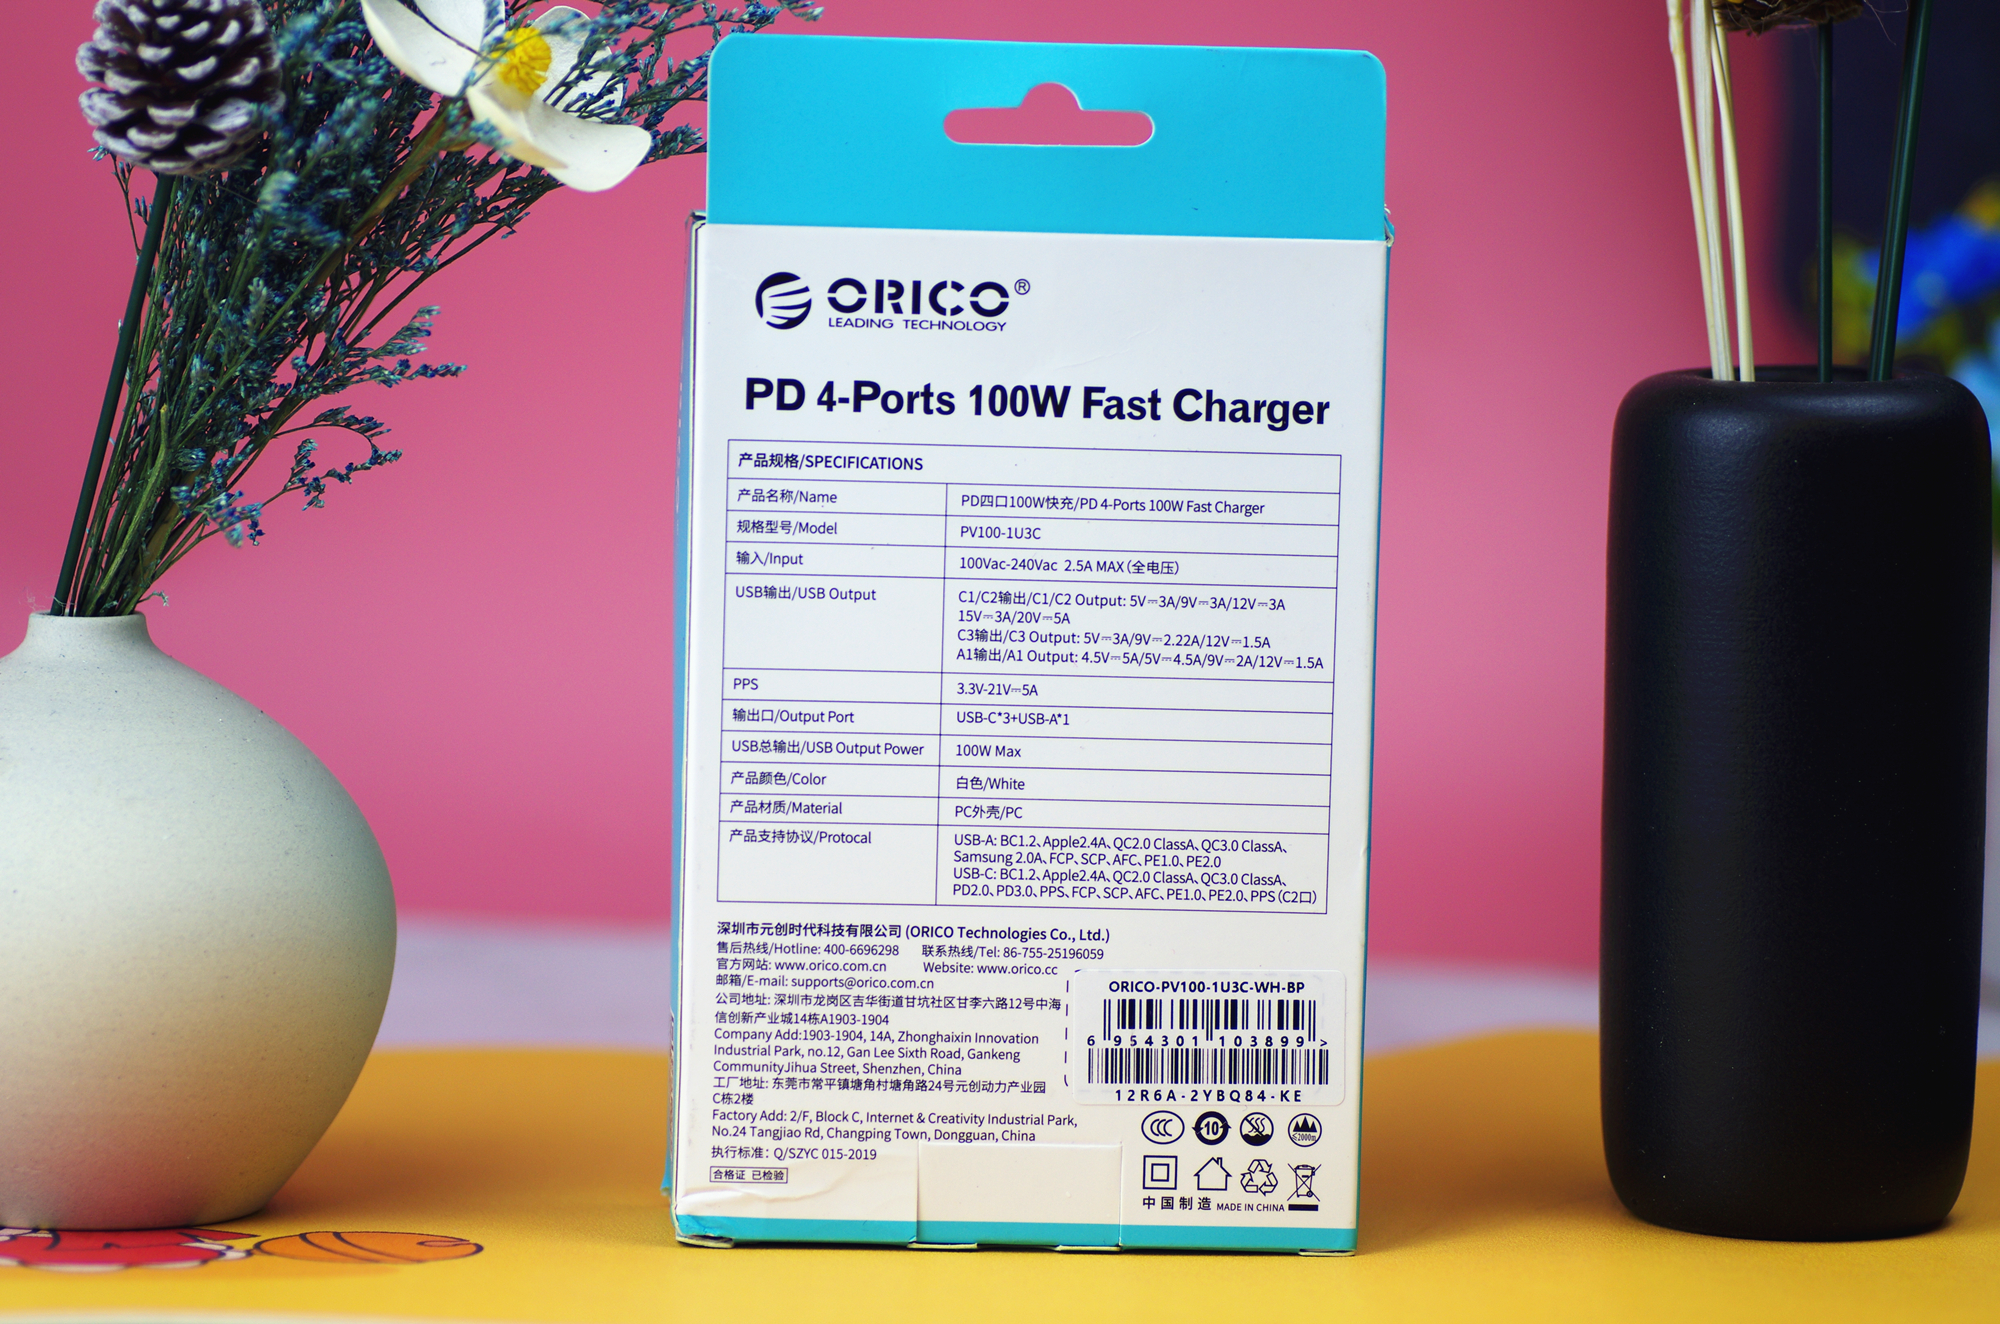 ORICO®
LEADING TECHNOLOGY
PD 4-Ports 100W Fast Charger
产品规格/SPECIFICATIONS
产品名称/Name PD四口100W快充/PD 4-Ports 100W Fast Charger
规格型号/Model PV100-1U3C
输入/Input 100Vac-240Vac 2.5A MAX(全电压)
USB输出/USB Output C1/C2输出/C1/C2 Output: 5V⎓3A/9V⎓3A/12V⎓3A
15V⎓3A/20V⎓5A
C3输出/C3 Output: 5V⎓3A/9V⎓2.22A/12V⎓1.5A
A1输出/A1 Output: 4.5V⎓5A/5V⎓4.5A/9V⎓2A/12V⎓1.5A
PPS 3.3V-21V⎓5A
输出口/Output Port USB-C*3+USB-A*1
USB总输出/USB Output Power 100W Max
产品颜色/Color 白色/White
产品材质/Material PC外壳/PC
产品支持协议/Protocal USB-A: BC1.2、Apple2.4A、QC2.0 ClassA、QC3.0 ClassA、
Samsung 2.0A、FCP、SCP、AFC、PE1.0、PE2.0
USB-C: BC1.2、Apple2.4A、QC2.0 ClassA、QC3.0 ClassA、
PD2.0、PD3.0、PPS、FCP、SCP、AFC、PE1.0、PE2.0、PPS(C2口)
深圳市元创时代科技有限公司 (ORICO Technologies Co., Ltd.)
售后热线/Hotline: 400-6696298 联系热线/Tel: 86-755-25196059
官方网站: www.orico.com.cn Website: www.orico.cc
邮箱/E-mail: supports@orico.com.cn
公司地址: 深圳市龙岗区吉华街道甘坑社区甘李六路12号中海
信创新产业城14栋A1903-1904
Company Add:1903-1904, 14A, Zhonghaixin Innovation
Industrial Park, no.12, Gan Lee Sixth Road, Gankeng
CommunityJihua Street, Shenzhen, China
工厂地址: 东莞市常平镇塘角村塘角路24号元创动力产业园
C栋2楼
Factory Add: 2/F, Block C, Internet & Creativity Industrial Park,
No.24 Tangjiao Rd, Changping Town, Dongguan, China
执行标准: Q/SZYC 015-2019
合格证 已检验
ORICO-PV100-1U3C-WH-BP
6 954301 103899 >
12R6A-2YBQ84-KE
CCC 10 ≤2000m
中国制造 MADE IN CHINA